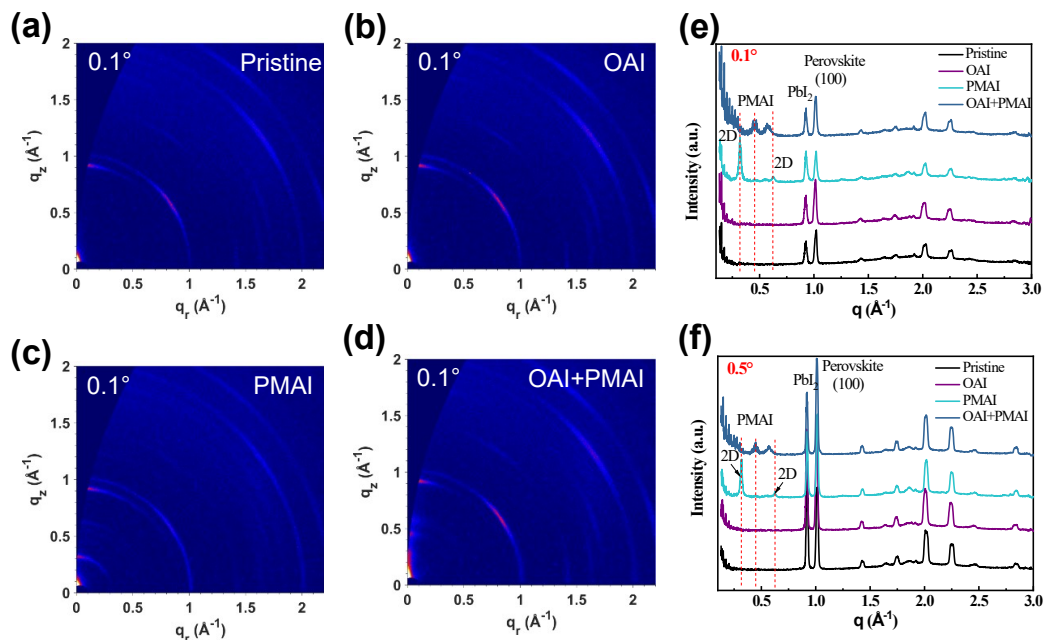 (a)
0.1°
Pristine
2
1.5
1
0.5
0
q_z (Å⁻¹)
0 0.5 1 1.5 2
q_r (Å⁻¹)
(b)
0.1°
OAI
2
1.5
1
0.5
0
q_z (Å⁻¹)
0 0.5 1 1.5 2
q_r (Å⁻¹)
(e)
0.1°
Perovskite
(100)
PbI₂
PMAI
2D
2D
Pristine
OAI
PMAI
OAI+PMAI
Intensity (a.u.)
0.5 1.0 1.5 2.0 2.5 3.0
q (Å⁻¹)
(c)
0.1°
PMAI
2
1.5
1
0.5
0
q_z (Å⁻¹)
0 0.5 1 1.5 2
q_r (Å⁻¹)
(d)
0.1°
OAI+PMAI
2
1.5
1
0.5
0
q_z (Å⁻¹)
0 0.5 1 1.5 2
q_r (Å⁻¹)
(f)
0.5°
Perovskite
(100)
PbI₂
PMAI
2D
2D
Pristine
OAI
PMAI
OAI+PMAI
Intensity (a.u.)
0.5 1.0 1.5 2.0 2.5 3.0
q (Å⁻¹)